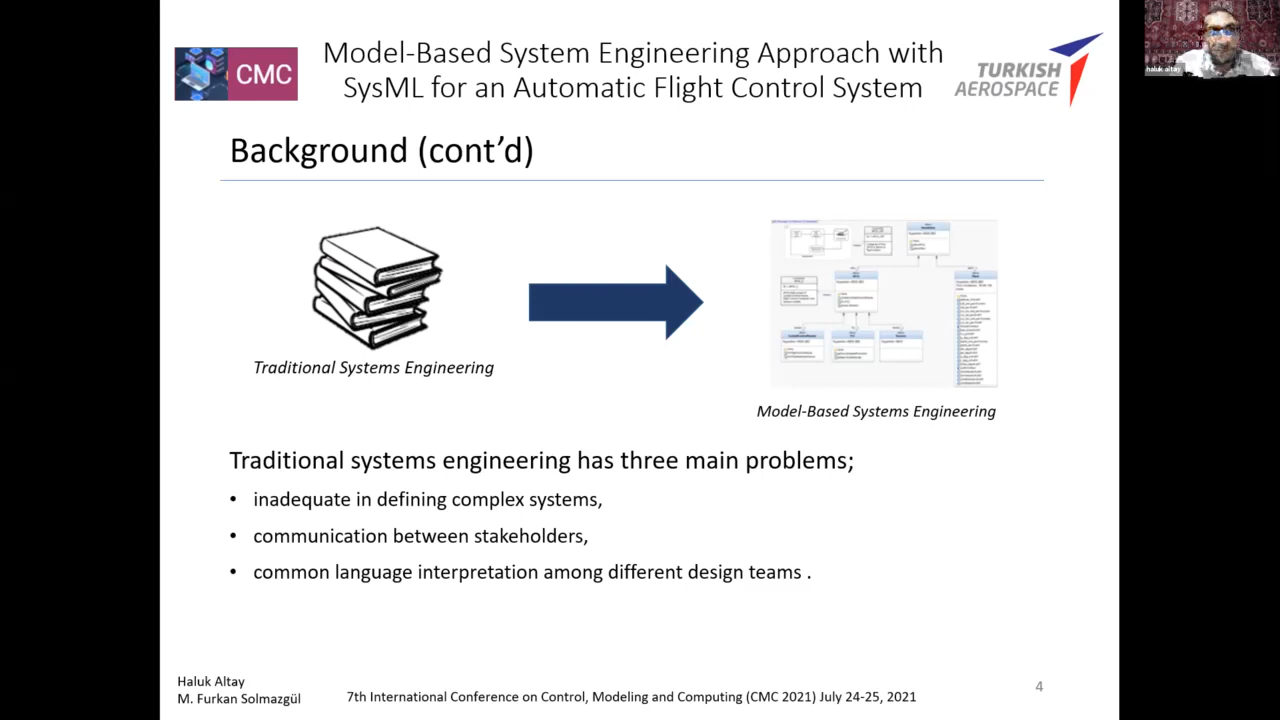 CMC
Model-Based System Engineering Approach with
SysML for an Automatic Flight Control System
TURKISH
AEROSPACE
haluk altay
Background (cont’d)
Traditional Systems Engineering
Model-Based Systems Engineering
Traditional systems engineering has three main problems;
• inadequate in defining complex systems,
• communication between stakeholders,
• common language interpretation among different design teams .
Haluk Altay
M. Furkan Solmazgül
7th International Conference on Control, Modeling and Computing (CMC 2021) July 24-25, 2021
4